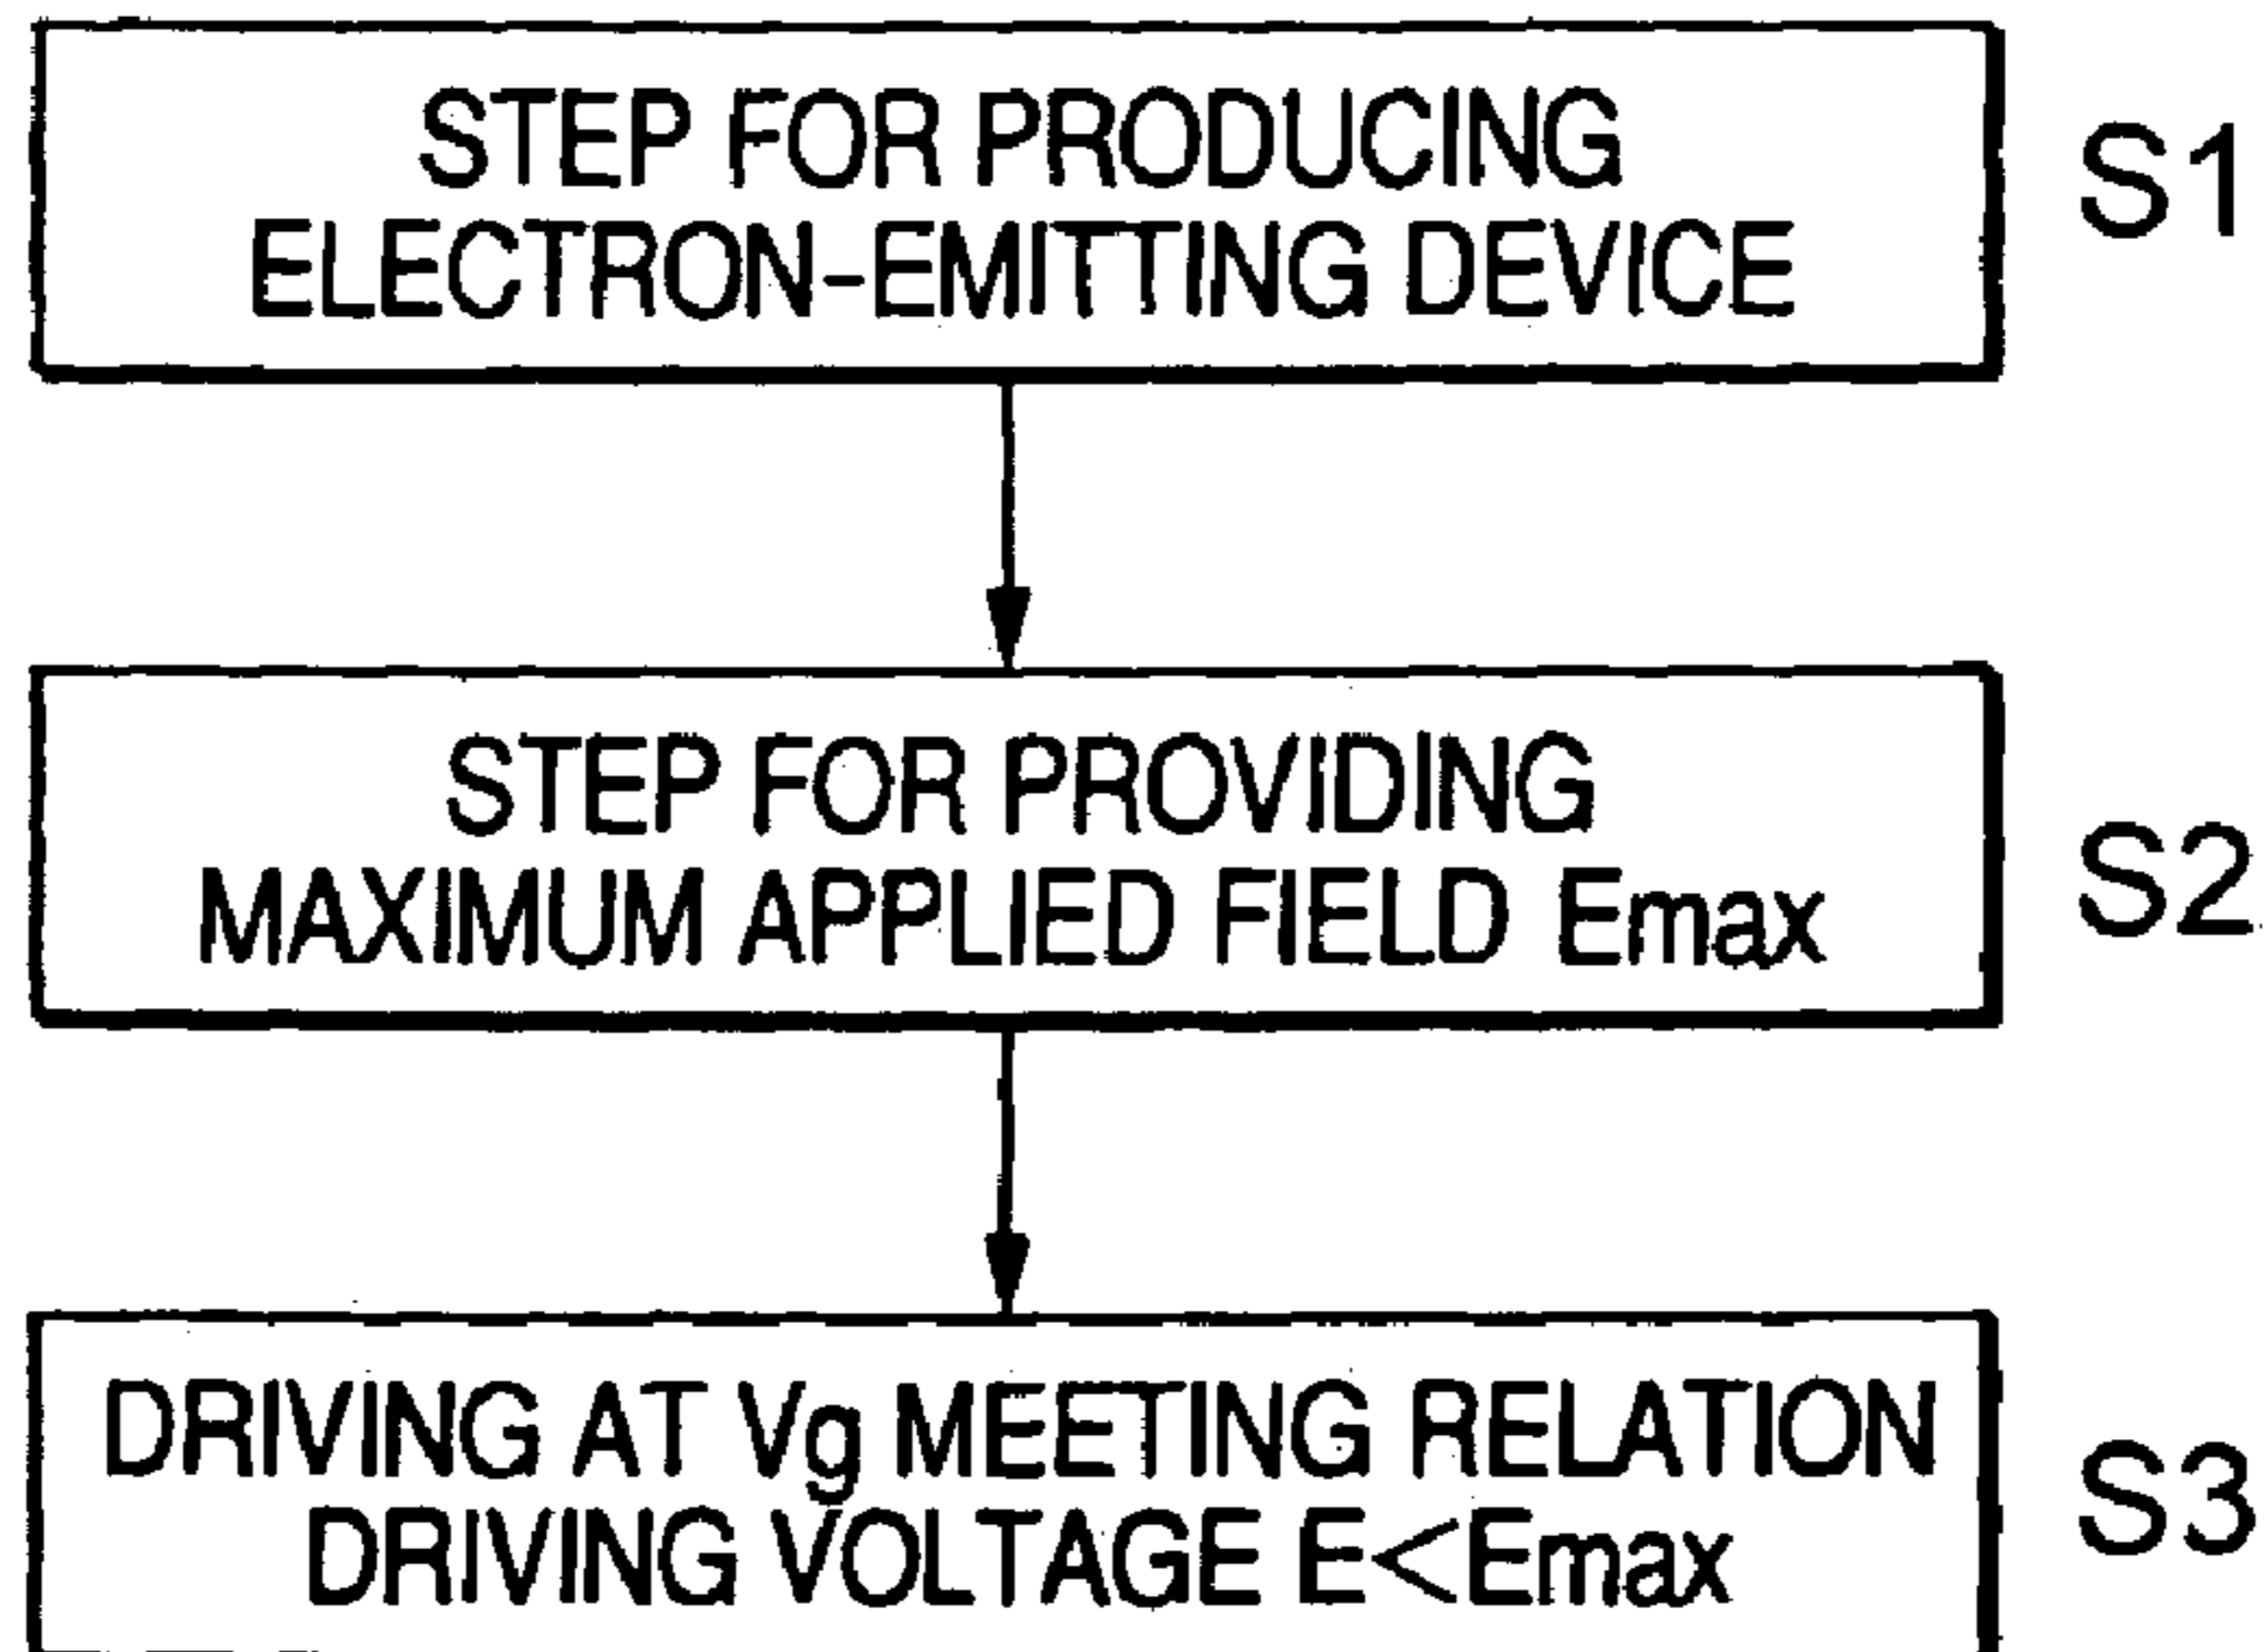 STEP FOR PRODUCING
ELECTRON-EMITTING DEVICE
S1
STEP FOR PROVIDING
MAXIMUM APPLIED FIELD Emax
S2
DRIVING AT Vg MEETING RELATION
DRIVING VOLTAGE E<Emax
S3